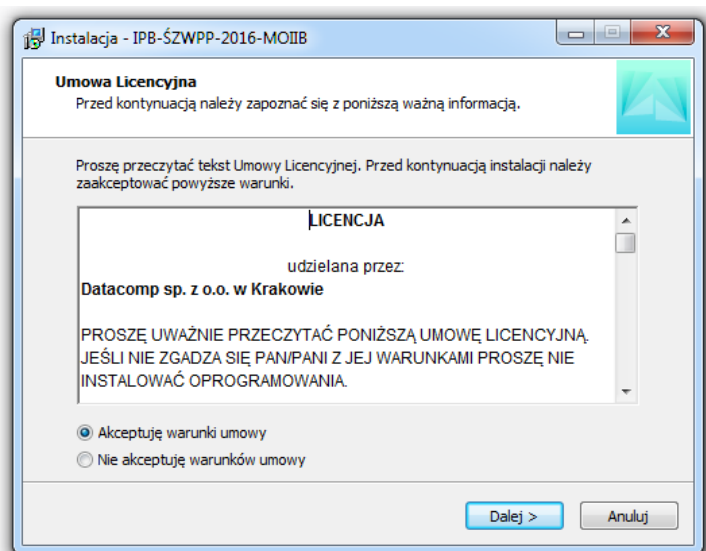 Instalacja - IPB-ŚZWPP-2016-MOIIB
Umowa Licencyjna
Przed kontynuacją należy zapoznać się z poniższą ważną informacją.
Proszę przeczytać tekst Umowy Licencyjnej. Przed kontynuacją instalacji należy
zaakceptować powyższe warunki.
LICENCJA
udzielana przez:
Datacomp sp. z o.o. w Krakowie
PROSZĘ UWAŻNIE PRZECZYTAĆ PONIŻSZĄ UMOWĘ LICENCYJNĄ.
JEŚLI NIE ZGADZA SIĘ PAN/PANI Z JEJ WARUNKAMI PROSZĘ NIE
INSTALOWAĆ OPROGRAMOWANIA.
Akceptuję warunki umowy
Nie akceptuję warunków umowy
Dalej >
Anuluj